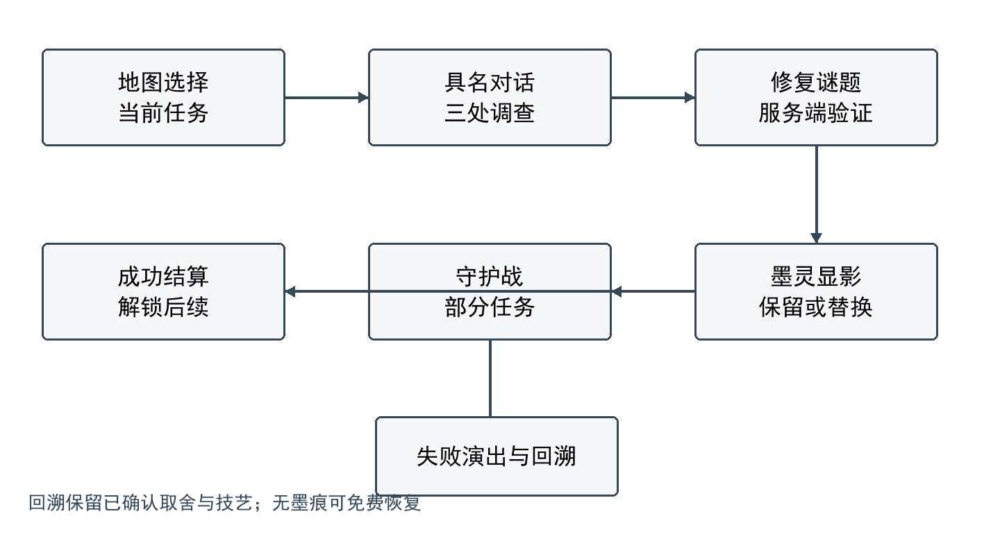 地图选择
当前任务
具名对话
三处调查
修复谜题
服务端验证
成功结算
解锁后续
守护战
部分任务
墨灵显影
保留或替换
失败演出与回溯
回溯保留已确认取舍与技艺；无墨痕可免费恢复